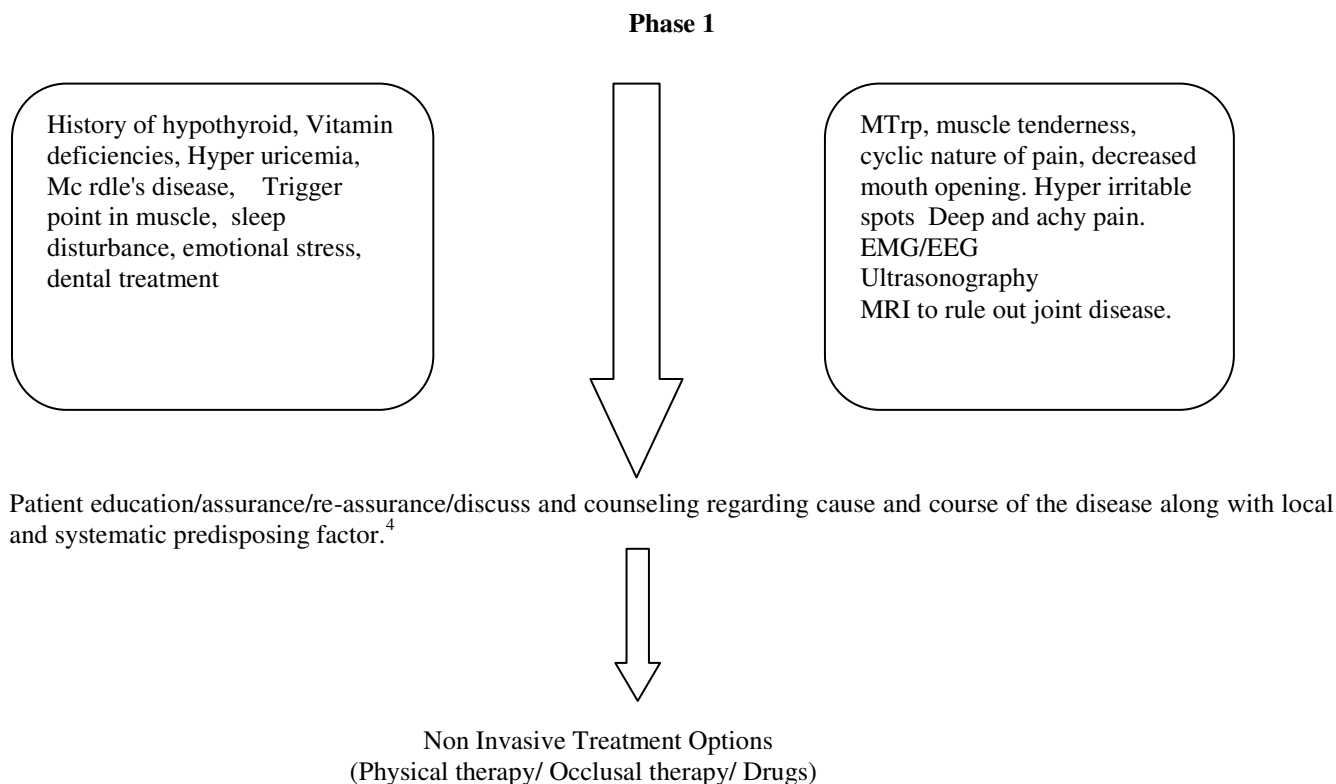 Phase 1
History of hypothyroid, Vitamin
deficiencies, Hyper uricemia,
Mc rdle's disease, Trigger
point in muscle, sleep
disturbance, emotional stress,
dental treatment
MTrp, muscle tenderness,
cyclic nature of pain, decreased
mouth opening. Hyper irritable
spots Deep and achy pain.
EMG/EEG
Ultrasonography
MRI to rule out joint disease.
Patient education/assurance/re-assurance/discuss and counseling regarding cause and course of the disease along with local
and systematic predisposing factor.4
Non Invasive Treatment Options
(Physical therapy/ Occlusal therapy/ Drugs)